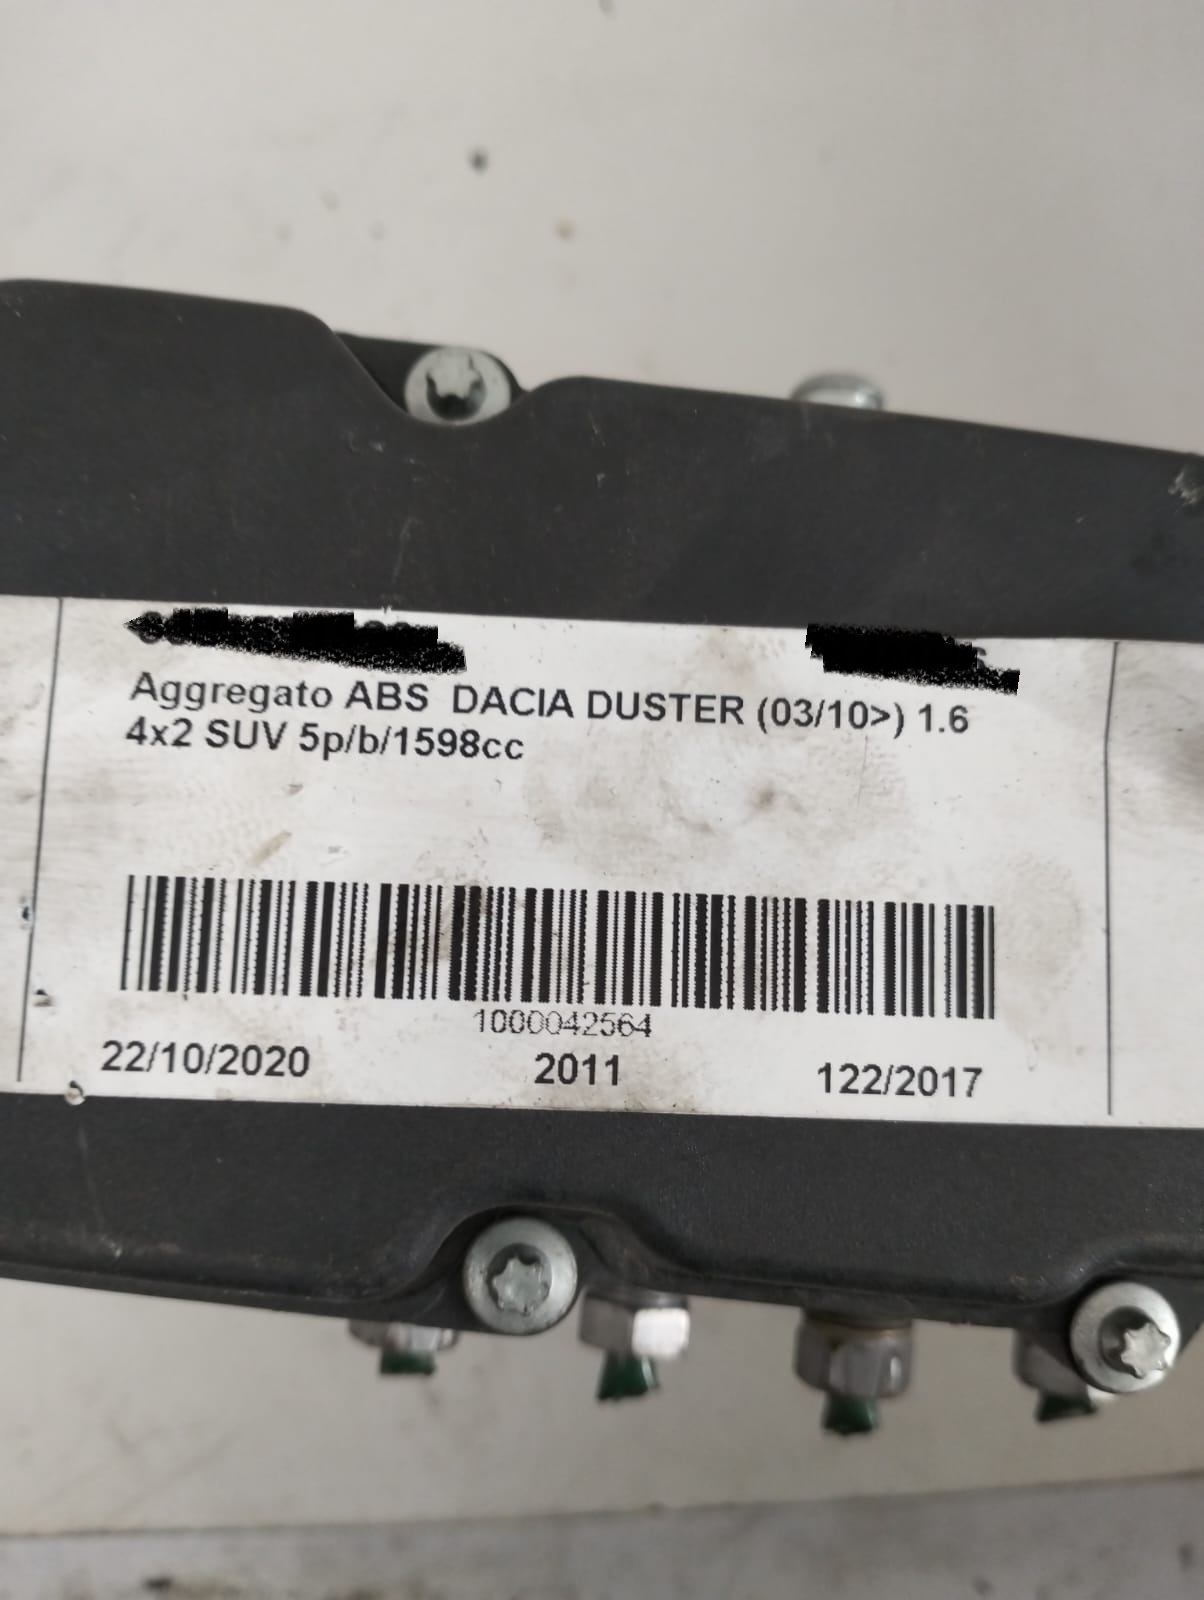 Aggregato ABS DACIA DUSTER (03/10>) 1.6
4x2 SUV 5p/b/1598cc
1000042564
22/10/2020 2011 122/2017